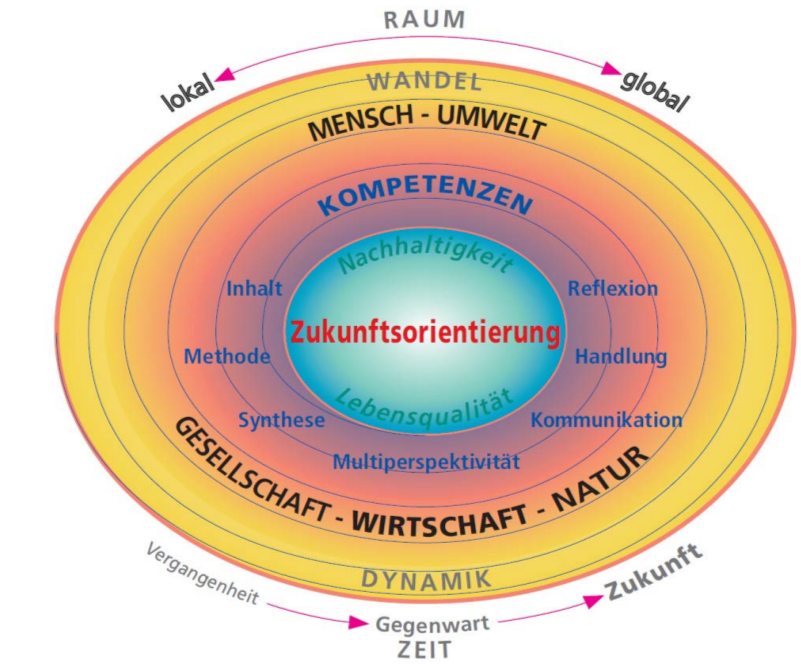 RAUM
lokal
global
WANDEL
MENSCH - UMWELT
KOMPETENZEN
Nachhaltigkeit
Inhalt
Reflexion
Zukunftsorientierung
Methode
Handlung
Lebensqualität
Synthese
Kommunikation
Multiperspektivität
GESELLSCHAFT - WIRTSCHAFT - NATUR
DYNAMIK
Vergangenheit
Gegenwart
Zukunft
ZEIT